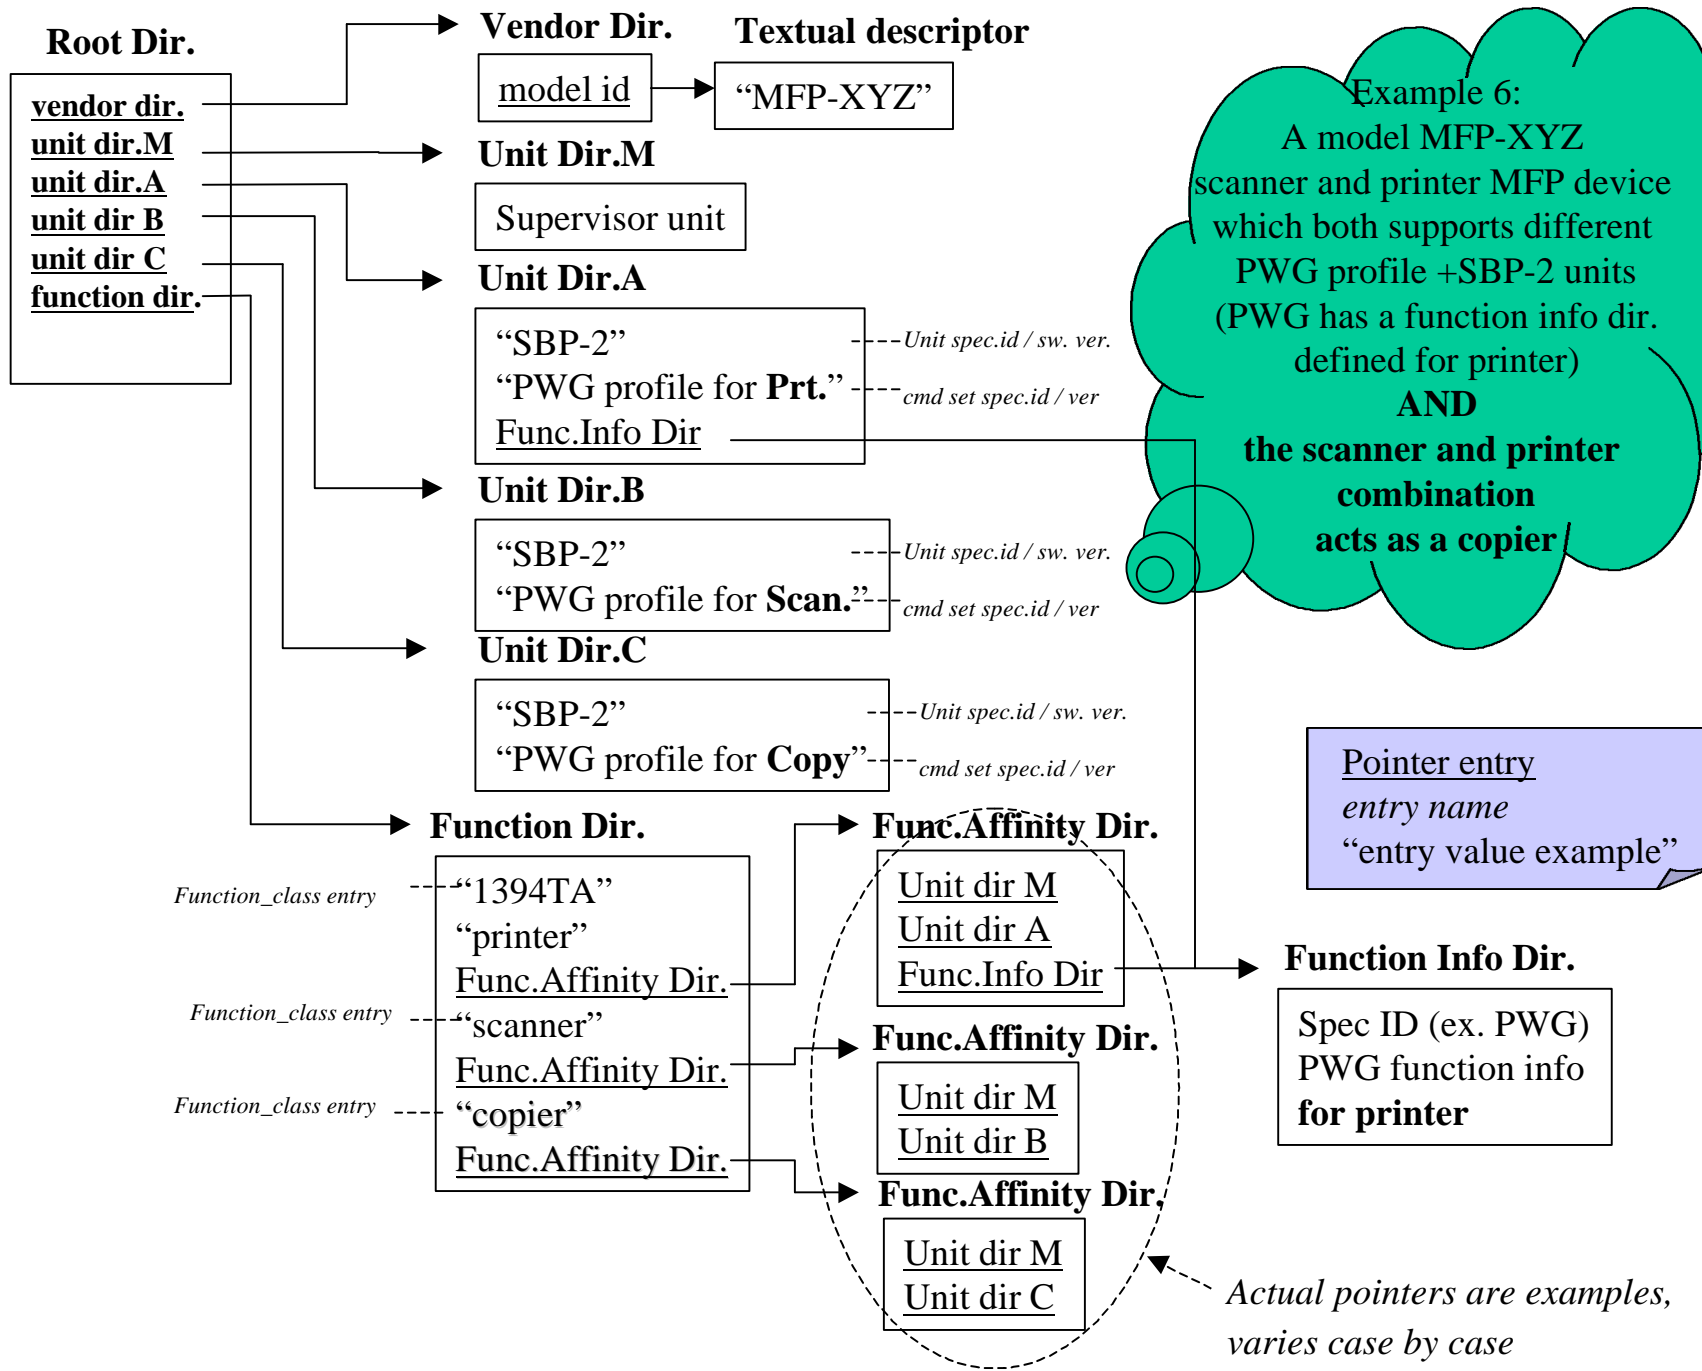 Root Dir.
vendor dir.
unit dir.M
unit dir.A
unit dir B
unit dir C
function dir.
Vendor Dir.
model id
Textual descriptor
“MFP-XYZ”
Unit Dir.M
Supervisor unit
Unit Dir.A
“SBP-2”
“PWG profile for Prt.”
Func.Info Dir
Unit spec.id / sw. ver.
cmd set spec.id / ver
Unit Dir.B
“SBP-2”
“PWG profile for Scan.”
Unit spec.id / sw. ver.
cmd set spec.id / ver
Unit Dir.C
“SBP-2”
“PWG profile for Copy”
Unit spec.id / sw. ver.
cmd set spec.id / ver
Example 6:
A model MFP-XYZ
scanner and printer MFP device
which both supports different
PWG profile +SBP-2 units
(PWG has a function info dir.
defined for printer)
AND
the scanner and printer
combination
acts as a copier
Pointer entry
entry name
“entry value example”
Function Dir.
“1394TA”
“printer”
Func.Affinity Dir.
“scanner”
Func.Affinity Dir.
“copier”
Func.Affinity Dir.
Function_class entry
Function_class entry
Function_class entry
Func.Affinity Dir.
Unit dir M
Unit dir A
Func.Info Dir
Func.Affinity Dir.
Unit dir M
Unit dir B
Func.Affinity Dir.
Unit dir M
Unit dir C
Function Info Dir.
Spec ID (ex. PWG)
PWG function info
for printer
Actual pointers are examples,
varies case by case